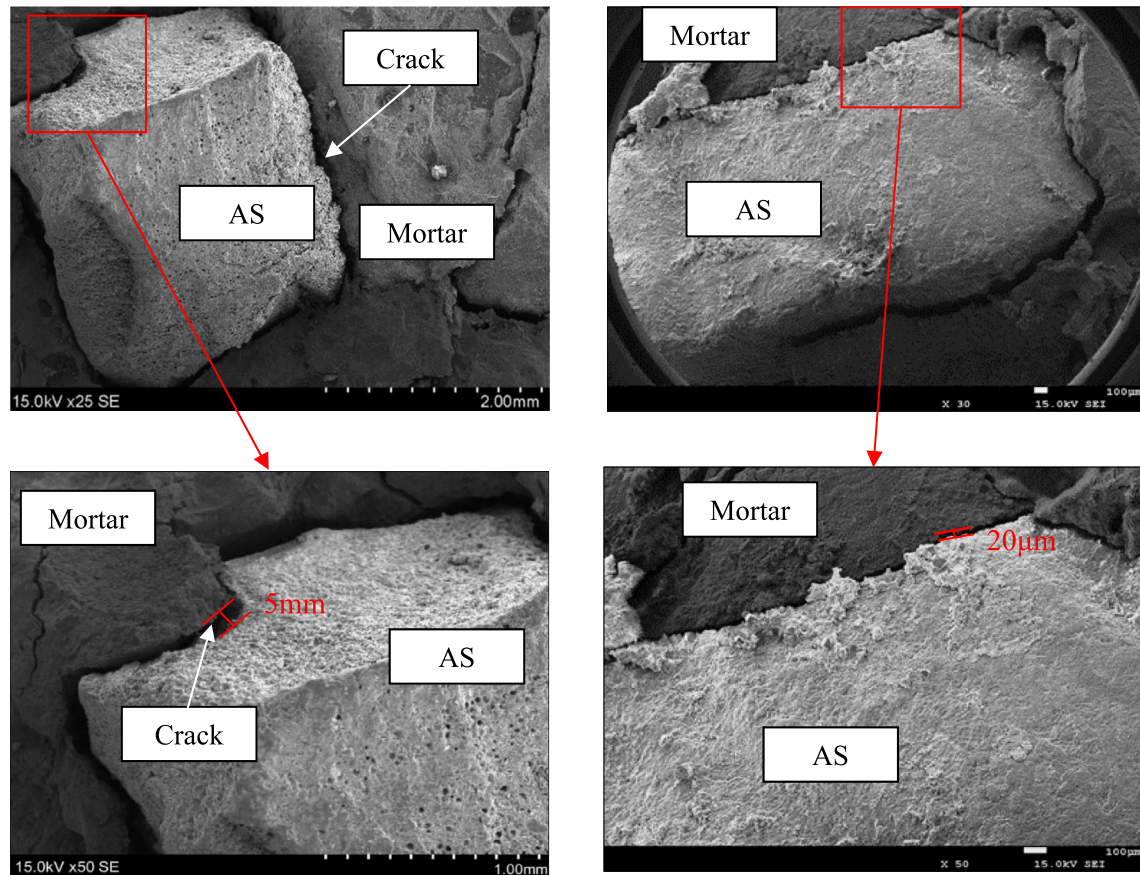 Crack
AS
Mortar
15.0kV x25 SE
2.00mm
Mortar
AS
100µm
X 30
15.0kV SEI
Mortar
5mm
AS
Crack
15.0kV x50 SE
1.00mm
Mortar
20µm
AS
100µm
X 50
15.0kV SEI